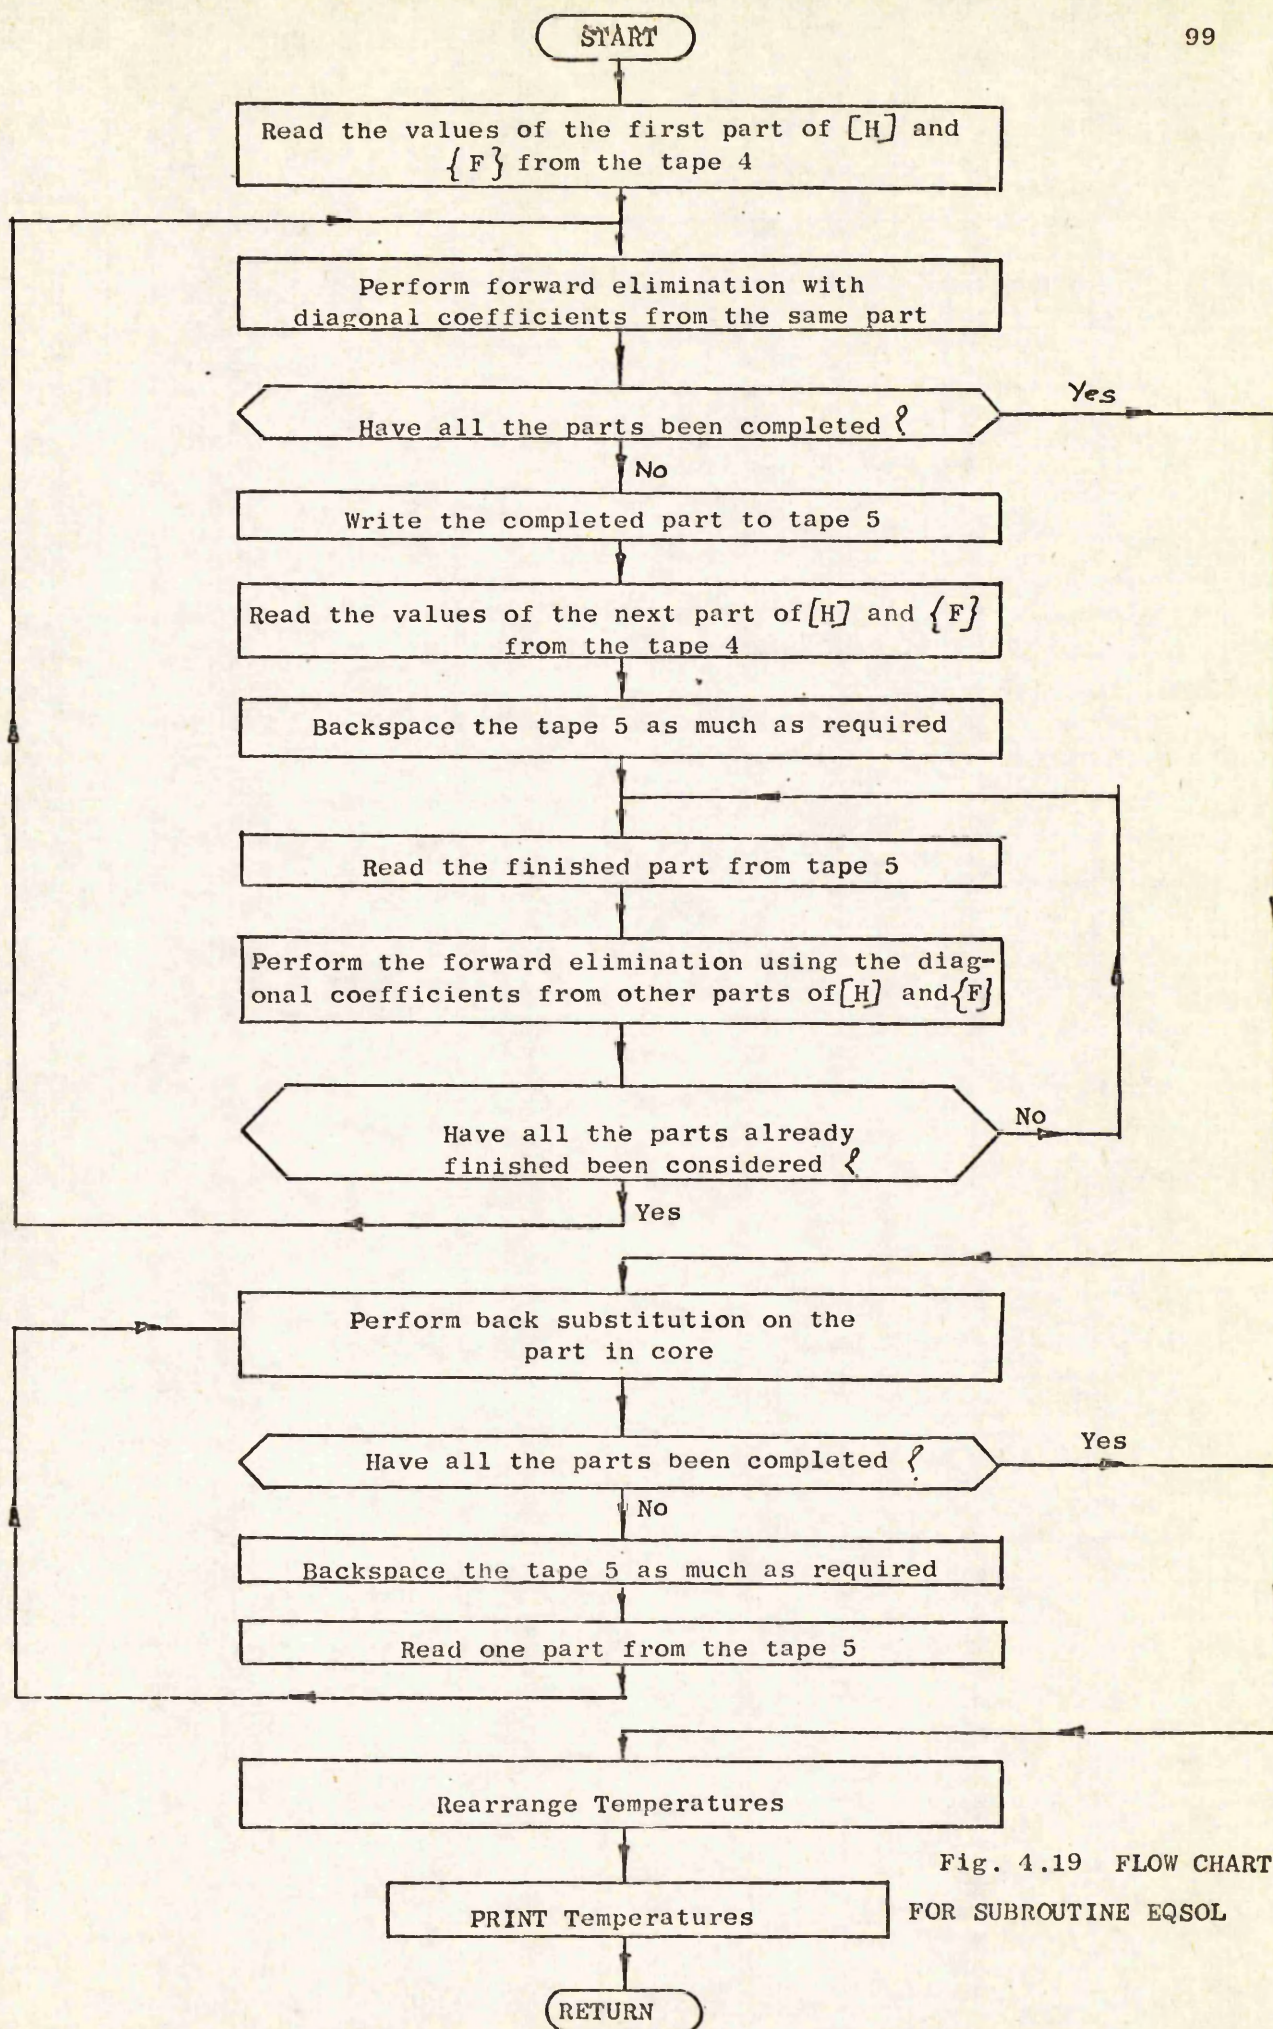 START
99
Read the values of the first part of [H] and
{F} from the tape 4
Perform forward elimination with
diagonal coefficients from the same part
Have all the parts been completed ?
Yes
No
Write the completed part to tape 5
Read the values of the next part of [H] and {F}
from the tape 4
Backspace the tape 5 as much as required
Read the finished part from tape 5
Perform the forward elimination using the diag-
onal coefficients from other parts of [H] and {F}
Have all the parts already
finished been considered ?
No
Yes
Perform back substitution on the
part in core
Have all the parts been completed ?
Yes
No
Backspace the tape 5 as much as required
Read one part from the tape 5
Rearrange Temperatures
Fig. 4.19 FLOW CHART
FOR SUBROUTINE EQSOL
PRINT Temperatures
RETURN